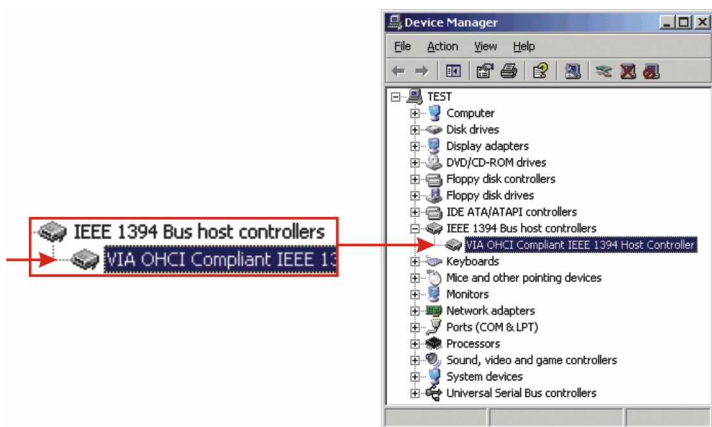 IEEE 1394 Bus host controllers
VIA OHCI Compliant IEEE 13
Device Manager
File Action View Help
TEST
Computer
Disk drives
Display adapters
DVD/CD-ROM drives
Floppy disk controllers
Floppy disk drives
IDE ATA/ATAPI controllers
IEEE 1394 Bus host controllers
VIA OHCI Compliant IEEE 1394 Host Controller
Keyboards
Mice and other pointing devices
Monitors
Network adapters
Ports (COM & LPT)
Processors
Sound, video and game controllers
System devices
Universal Serial Bus controllers